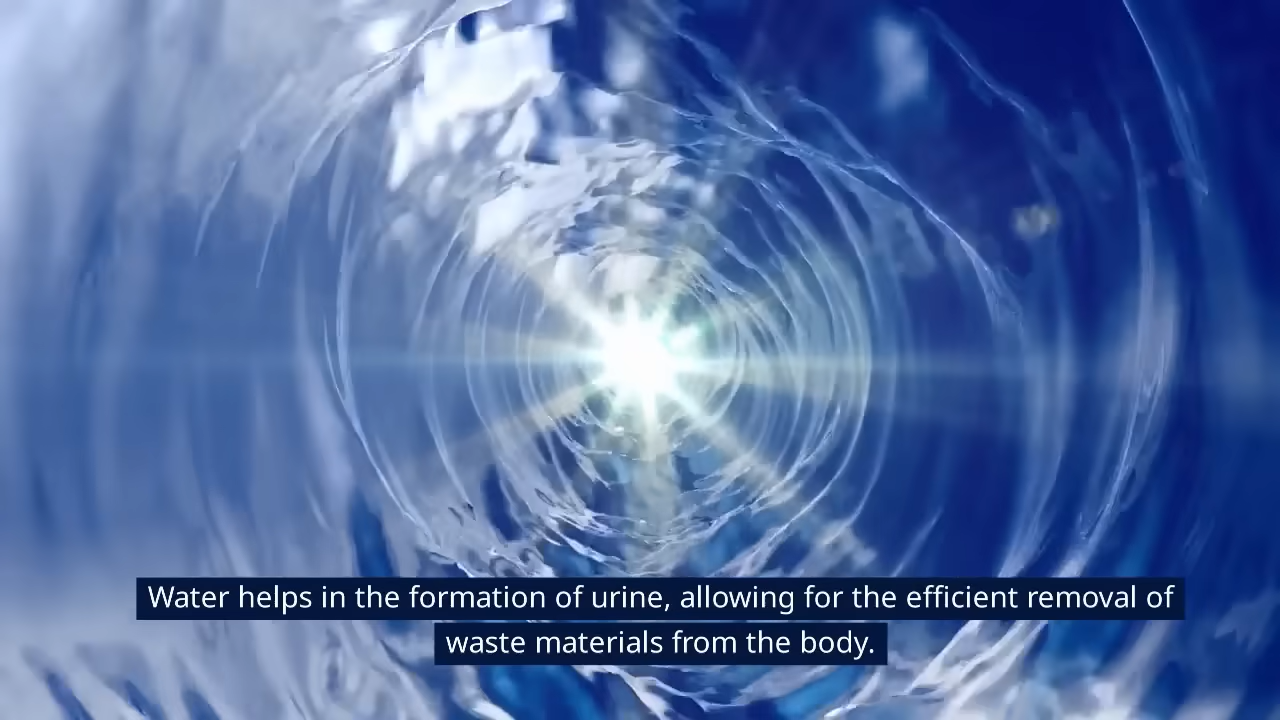 Water helps in the formation of urine, allowing for the efficient removal of
waste materials from the body.